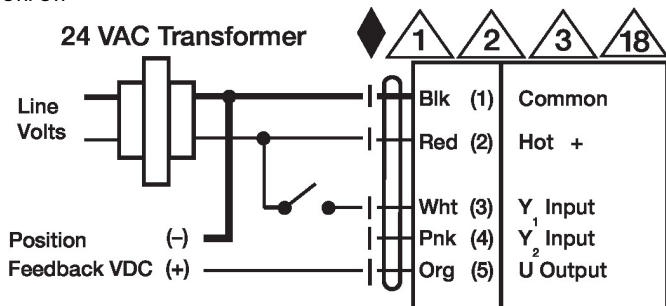 24 VAC Transformer
1 2 3 18
Line
Volts
Blk (1) Common
Red (2) Hot +
Wht (3) Y1 Input
Pnk (4) Y2 Input
Org (5) U Output
Position (–)
Feedback VDC (+)